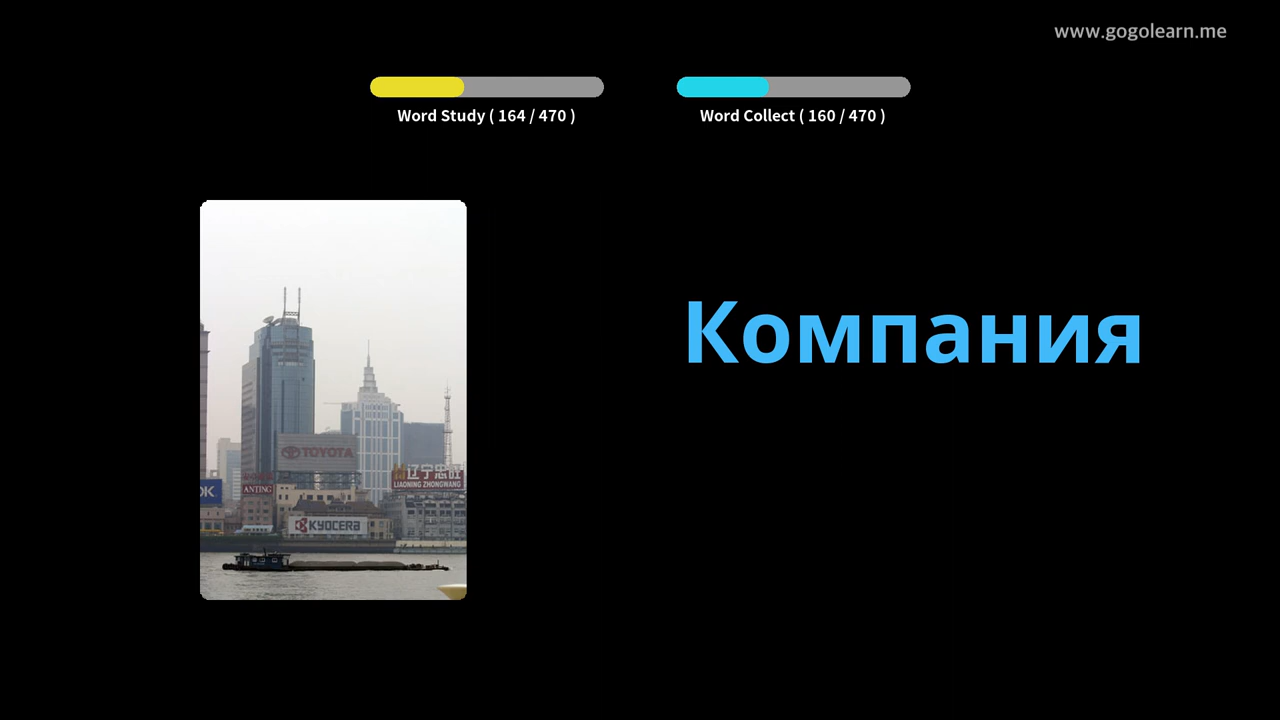 www.gogolearn.me
Word Study ( 164 / 470 )
Word Collect ( 160 / 470 )
Компания
TOYOTA
辽宁忠旺
LIAONING ZHONGWANG
ANTING
OK
KYOCERA